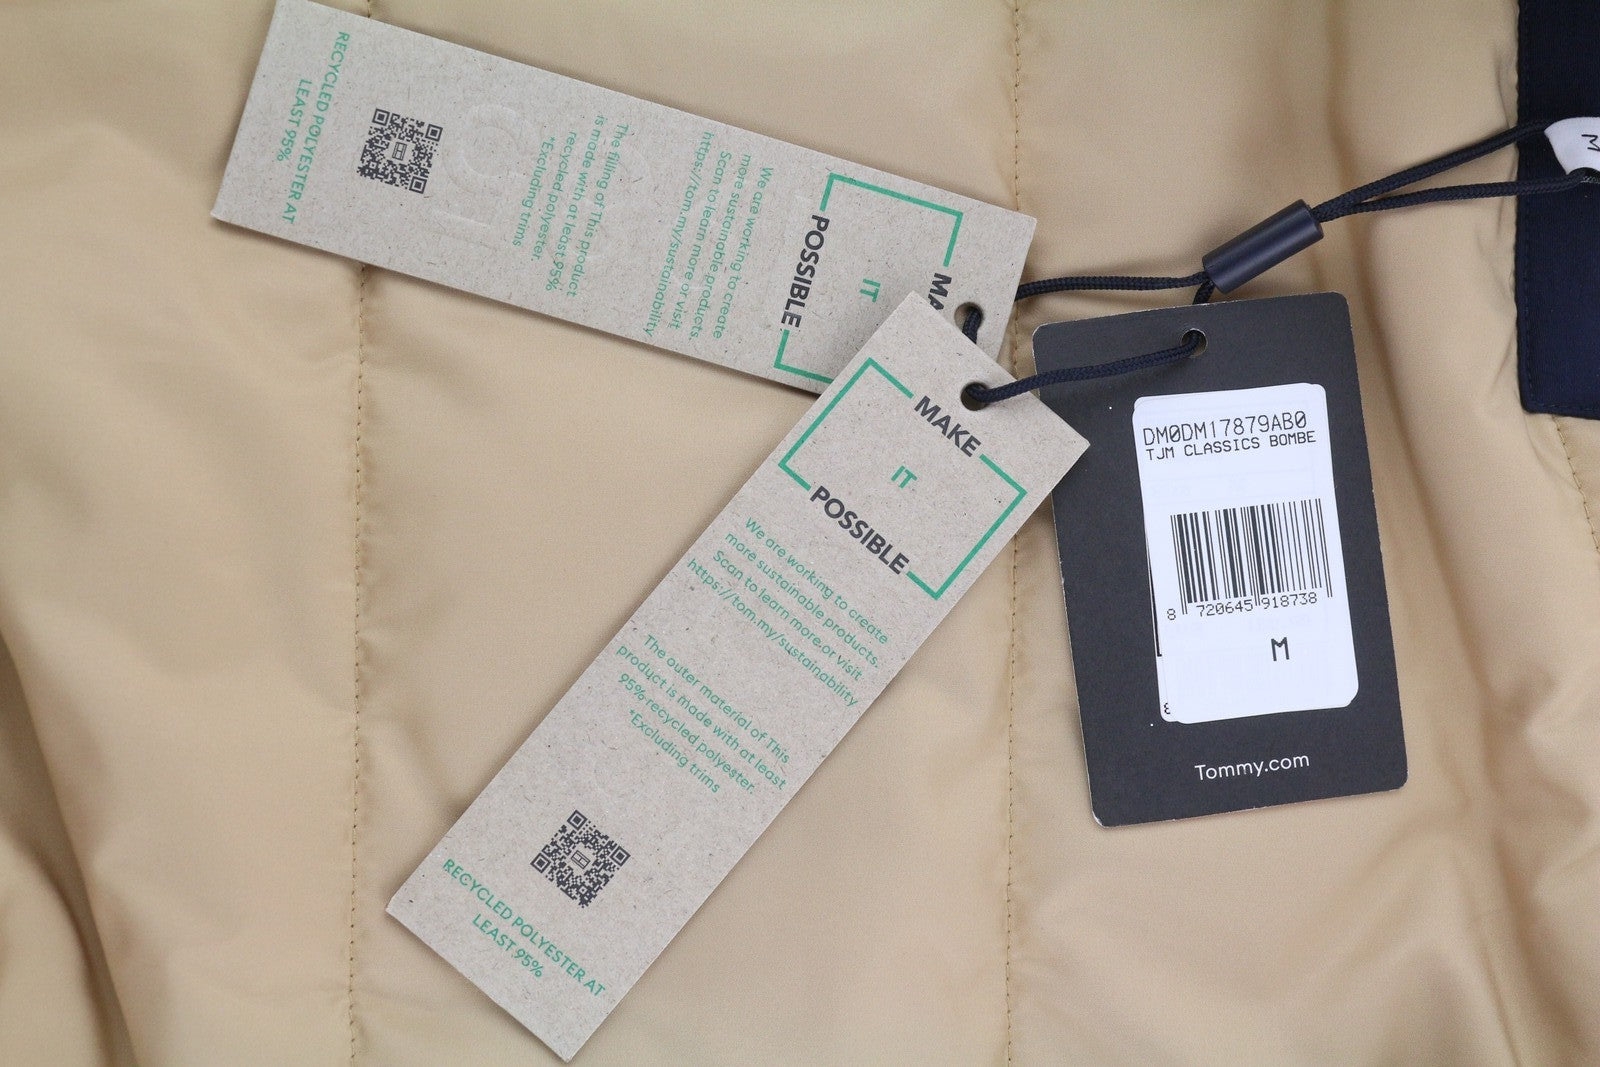 MA
IT
POSSIBLE
We are working to create
more sustainable products.
Scan to learn more or visit
https://tom.my/sustainability
The filling of This product
is made with at least 95%
recycled polyester.
*Excluding trims
RECYCLED POLYESTER AT
LEAST 95%
MAKE
IT
POSSIBLE
We are working to create
more sustainable products.
Scan to learn more or visit
https://tom.my/sustainability
The outer material of This
product is made with at least
95% recycled polyester.
*Excluding trims
RECYCLED POLYESTER AT
LEAST 95%
DM0DM17879AB0
TJM CLASSICS BOMBE
8 720645 918738
M
Tommy.com
M